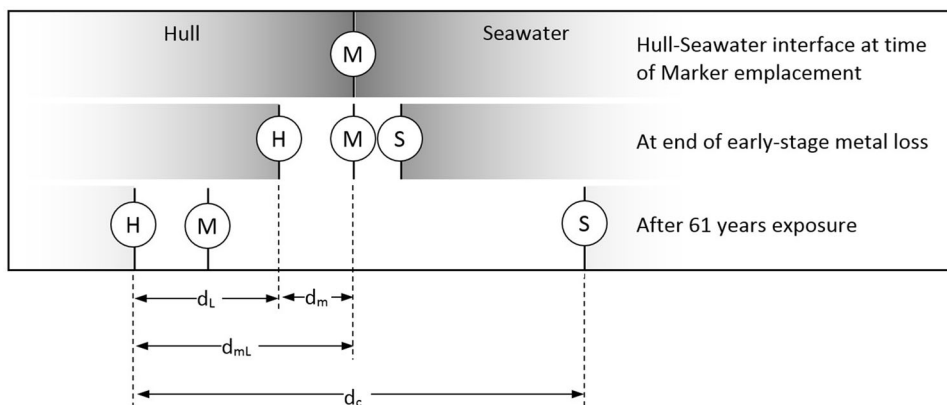 Hull
Seawater
M
Hull-Seawater interface at time
of Marker emplacement
H
M
S
At end of early-stage metal loss
H
M
S
After 61 years exposure
dL
dm
dmL
dc